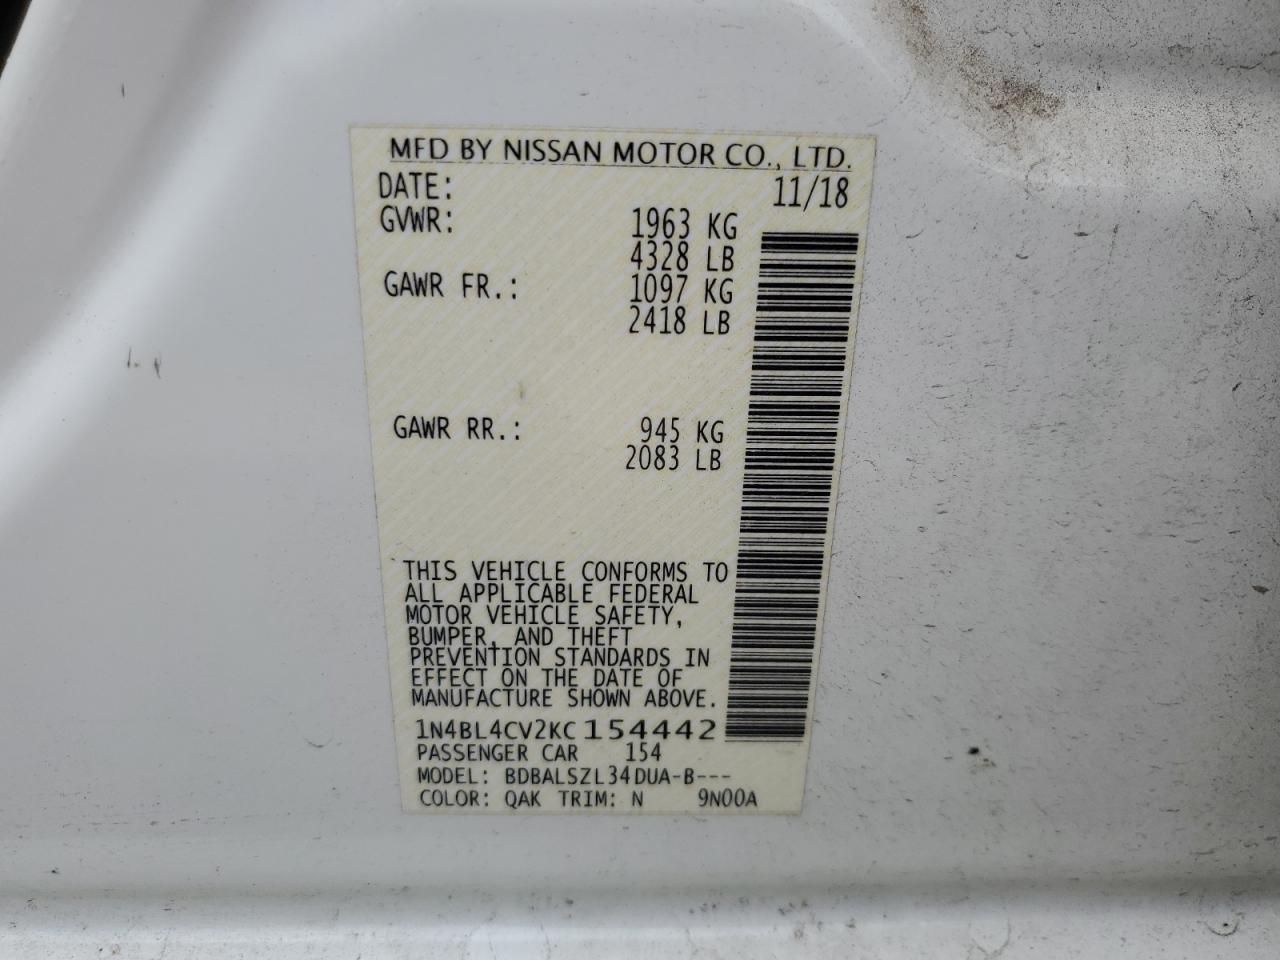 MFD BY NISSAN MOTOR CO., LTD.
DATE: 11/18
GVWR: 1963 KG
4328 LB
GAWR FR.: 1097 KG
2418 LB
GAWR RR.: 945 KG
2083 LB
THIS VEHICLE CONFORMS TO
ALL APPLICABLE FEDERAL
MOTOR VEHICLE SAFETY,
BUMPER, AND THEFT
PREVENTION STANDARDS IN
EFFECT ON THE DATE OF
MANUFACTURE SHOWN ABOVE.
1N4BL4CV2KC154442
PASSENGER CAR 154
MODEL: BDBALSZL34DUA-B---
COLOR: QAK TRIM: N 9N00A